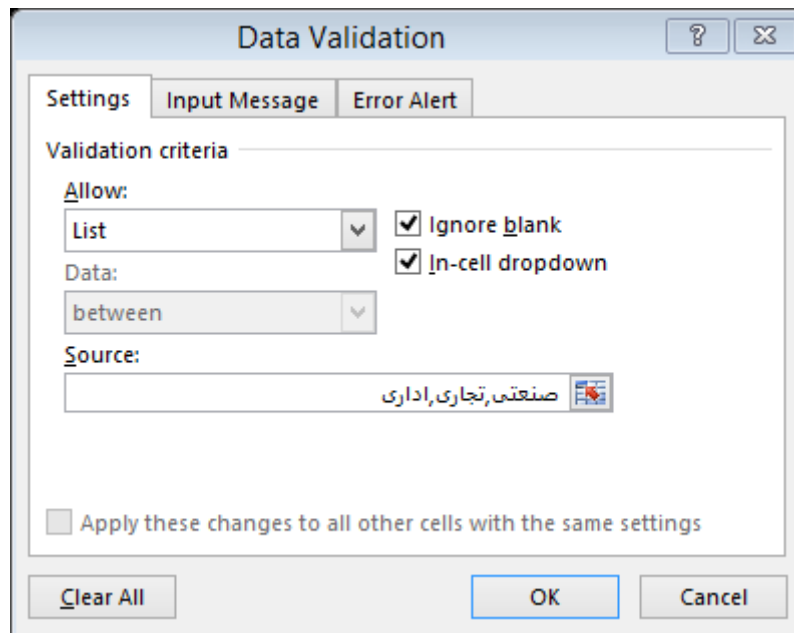 Data Validation
Settings Input Message Error Alert
Validation criteria
Allow:
List
Ignore blank
In-cell dropdown
Data:
between
Source:
صنعتی,تجاری,اداری
Apply these changes to all other cells with the same settings
Clear All OK Cancel